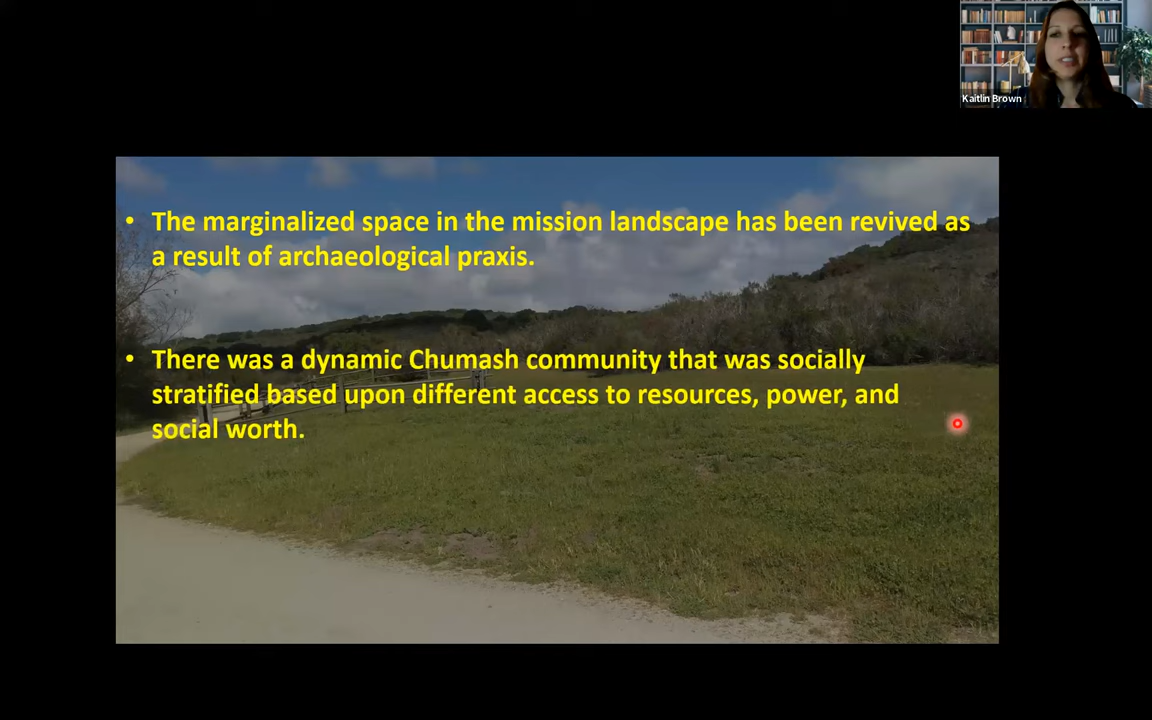 Kaitlin Brown
• The marginalized space in the mission landscape has been revived as
a result of archaeological praxis.
• There was a dynamic Chumash community that was socially
stratified based upon different access to resources, power, and
social worth.